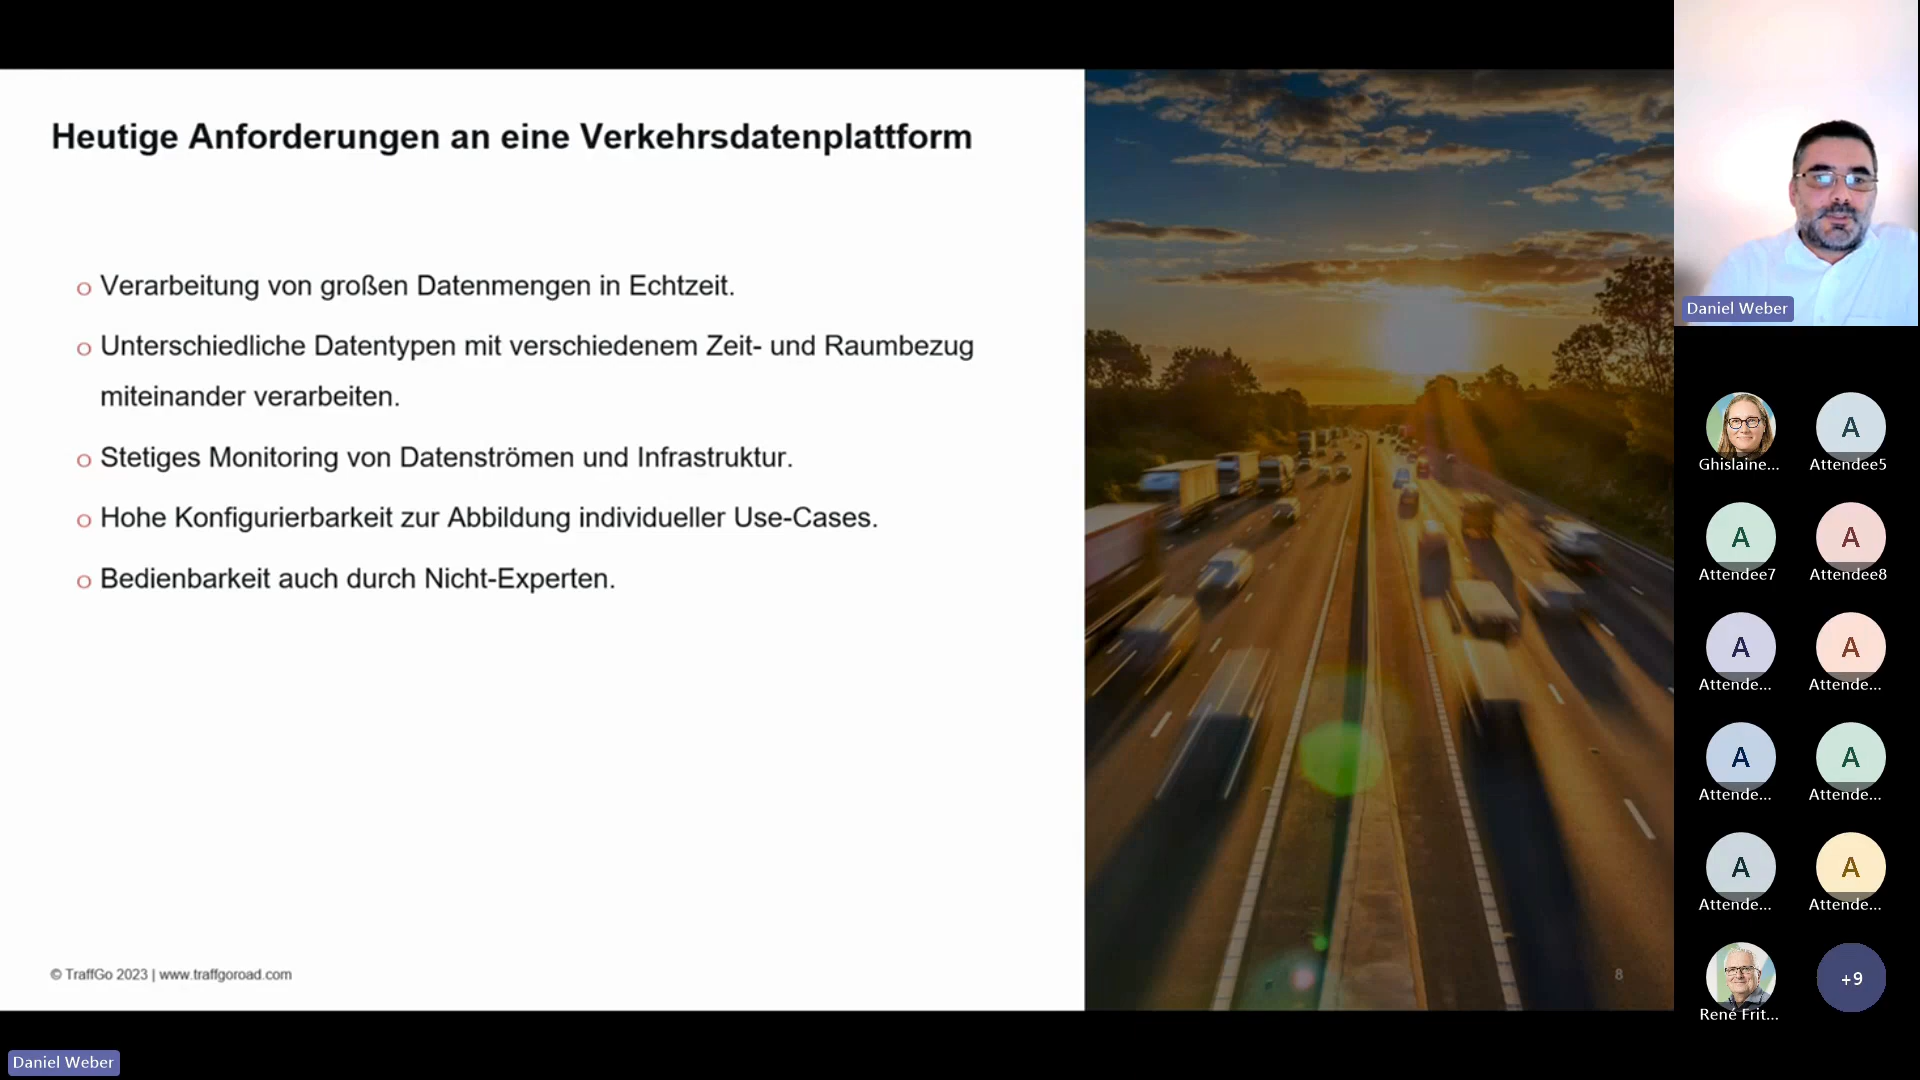 Heutige Anforderungen an eine Verkehrsdatenplattform
o Verarbeitung von großen Datenmengen in Echtzeit.
o Unterschiedliche Datentypen mit verschiedenem Zeit- und Raumbezug
miteinander verarbeiten.
o Stetiges Monitoring von Datenströmen und Infrastruktur.
o Hohe Konfigurierbarkeit zur Abbildung individueller Use-Cases.
o Bedienbarkeit auch durch Nicht-Experten.
© TraffGo 2023 | www.traffgoroad.com
8
Daniel Weber
Daniel Weber
Ghislaine...
A
Attendee5
A
Attendee7
A
Attendee8
A
Attende...
A
Attende...
A
Attende...
A
Attende...
A
Attende...
A
Attende...
René Frit...
+9